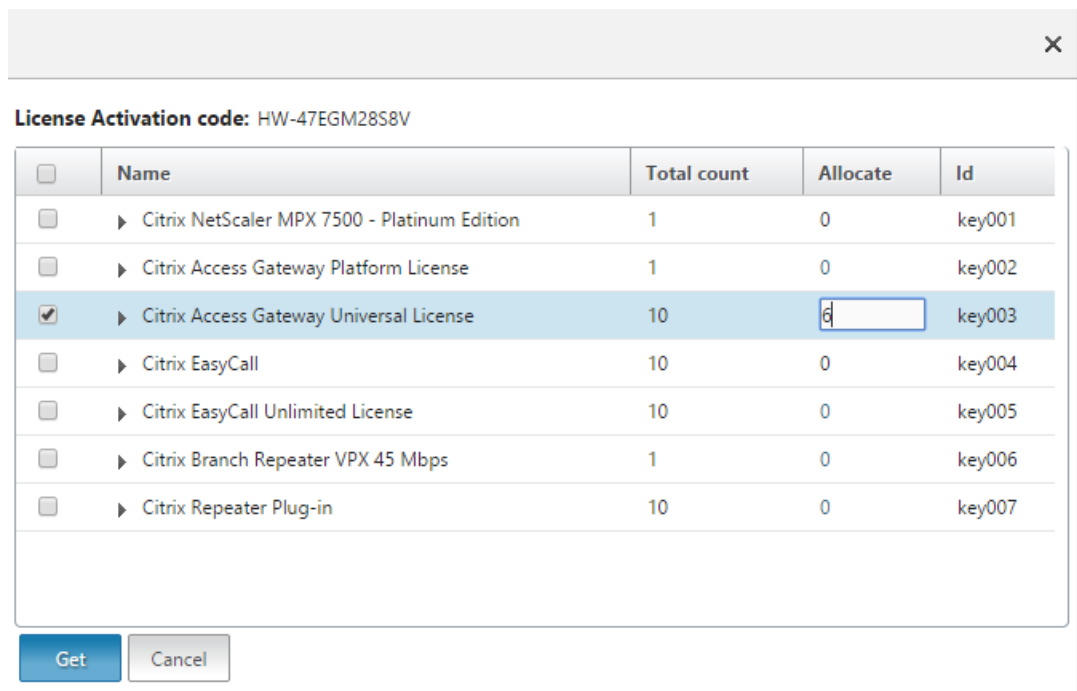 License Activation code: HW-47EGM28S8V
Name Total count Allocate Id
Citrix NetScaler MPX 7500 - Platinum Edition 1 0 key001
Citrix Access Gateway Platform License 1 0 key002
Citrix Access Gateway Universal License 10 6 key003
Citrix EasyCall 10 0 key004
Citrix EasyCall Unlimited License 10 0 key005
Citrix Branch Repeater VPX 45 Mbps 1 0 key006
Citrix Repeater Plug-in 10 0 key007
Get Cancel